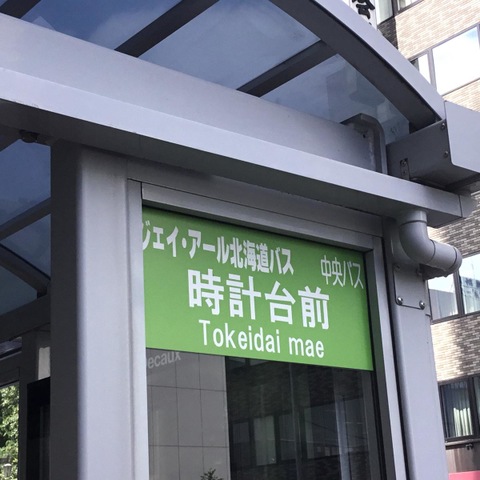 ジェイ・アール北海道バス 中央バス
時計台前
Tokeidai mae
ecaux